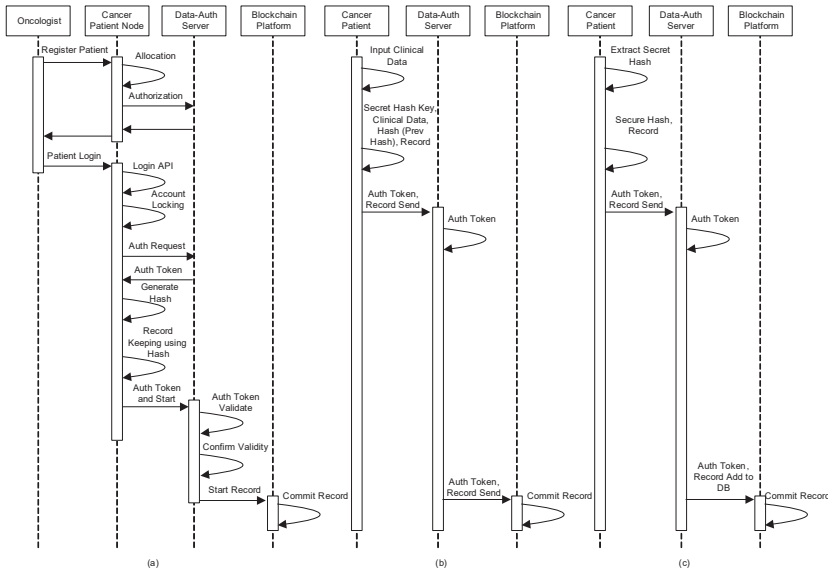 Oncologist
Cancer
Patient Node
Data-Auth
Server
Blockchain
Platform
Register Patient
Allocation
Authorization
Patient Login
Login API
Account
Locking
Auth Request
Auth Token
Generate
Hash
Record
Keeping using
Hash
Auth Token
and Start
Auth Token
Validate
Confirm Validity
Start Record
Commit Record
(a)
Cancer
Patient
Data-Auth
Server
Blockchain
Platform
Input Clinical
Data
Secret Hash Key,
Clinical Data,
Hash (Prev
Hash), Record
Auth Token,
Record Send
Auth Token
Auth Token,
Record Send
Commit Record
(b)
Cancer
Patient
Data-Auth
Server
Blockchain
Platform
Extract Secret
Hash
Secure Hash,
Record
Auth Token,
Record Send
Auth Token
Auth Token,
Record Add to
DB
Commit Record
(c)